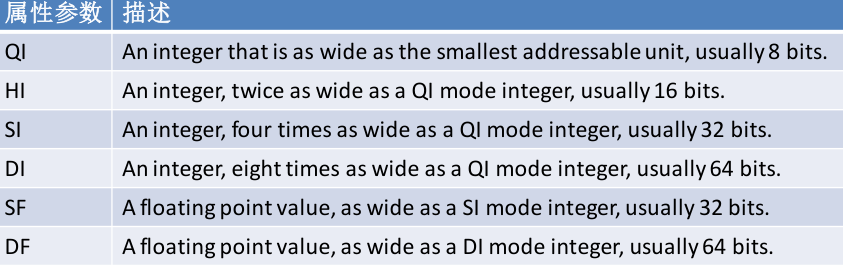 属性参数 描述
QI An integer that is as wide as the smallest addressable unit, usually 8 bits.
HI An integer, twice as wide as a QI mode integer, usually 16 bits.
SI An integer, four times as wide as a QI mode integer, usually 32 bits.
DI An integer, eight times as wide as a QI mode integer, usually 64 bits.
SF A floating point value, as wide as a SI mode integer, usually 32 bits.
DF A floating point value, as wide as a DI mode integer, usually 64 bits.